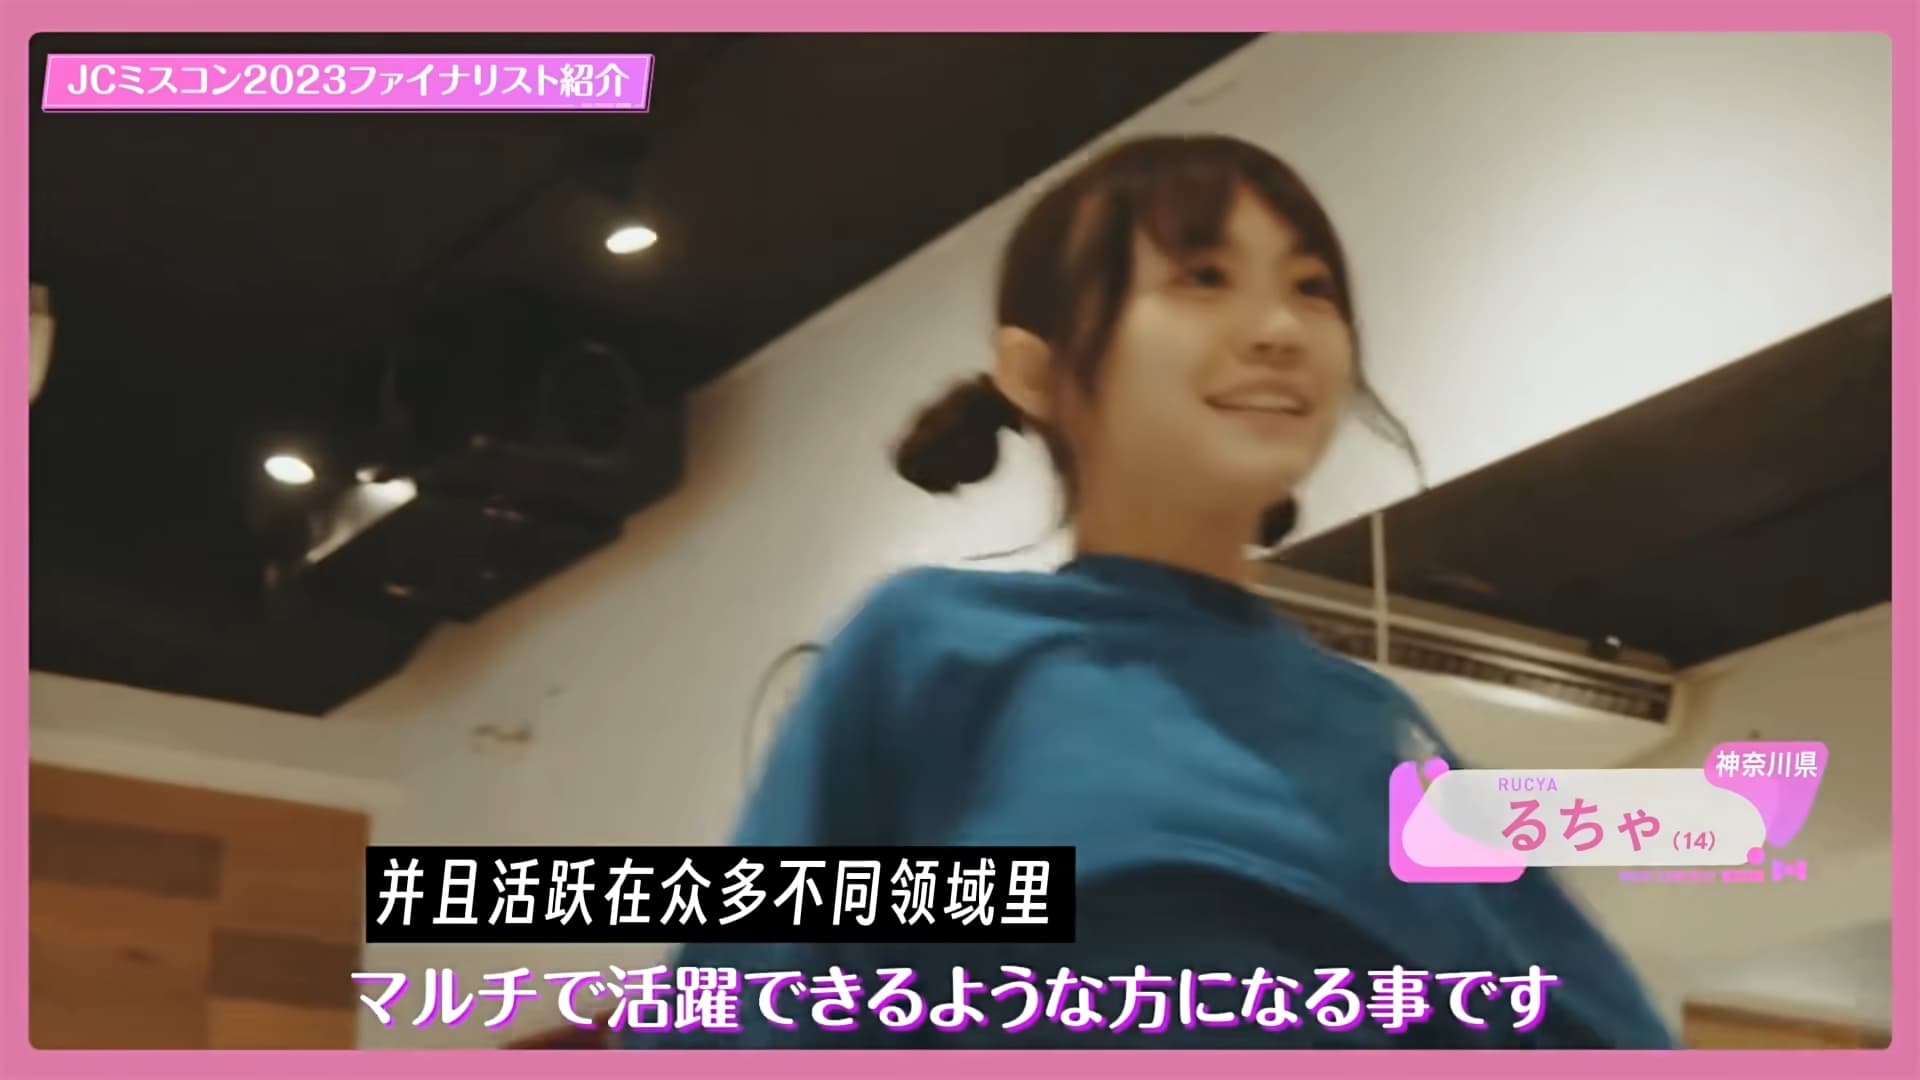 JCミスコン2023ファイナリスト紹介
神奈川県
RUCYA
るちゃ(14)
并且活跃在众多不同领域里
マルチで活躍できるような方になる事です